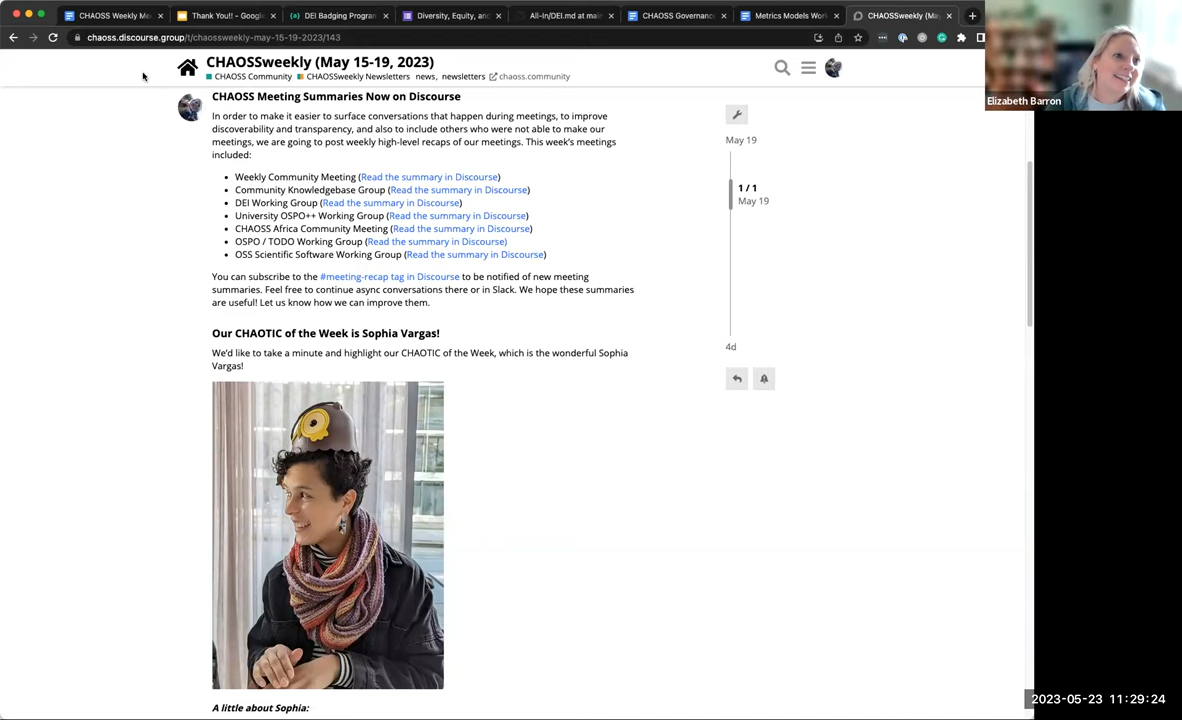 CHAOSS Weekly Me
Thank You!! - Google
DEI Badging Program
Diversity, Equity, and
All-In/DEI.md at mai
CHAOSS Governance
Metrics Models Work
CHAOSSweekly (May
chaoss.discourse.group/t/chaossweekly-may-15-19-2023/143
CHAOSSweekly (May 15-19, 2023)
CHAOSS Community CHAOSSweekly Newsletters news, newsletters chaoss.community
Elizabeth Barron
CHAOSS Meeting Summaries Now on Discourse
In order to make it easier to surface conversations that happen during meetings, to improve
discoverability and transparency, and also to include others who were not able to make our
meetings, we are going to post weekly high-level recaps of our meetings. This week's meetings
included:
Weekly Community Meeting (Read the summary in Discourse)
Community Knowledgebase Group (Read the summary in Discourse)
DEI Working Group (Read the summary in Discourse)
University OSPO++ Working Group (Read the summary in Discourse)
CHAOSS Africa Community Meeting (Read the summary in Discourse)
OSPO / TODO Working Group (Read the summary in Discourse)
OSS Scientific Software Working Group (Read the summary in Discourse)
You can subscribe to the #meeting-recap tag in Discourse to be notified of new meeting
summaries. Feel free to continue async conversations there or in Slack. We hope these summaries
are useful! Let us know how we can improve them.
Our CHAOTIC of the Week is Sophia Vargas!
We'd like to take a minute and highlight our CHAOTIC of the Week, which is the wonderful Sophia
Vargas!
A little about Sophia:
May 19
1 / 1
May 19
4d
2023-05-23 11:29:24